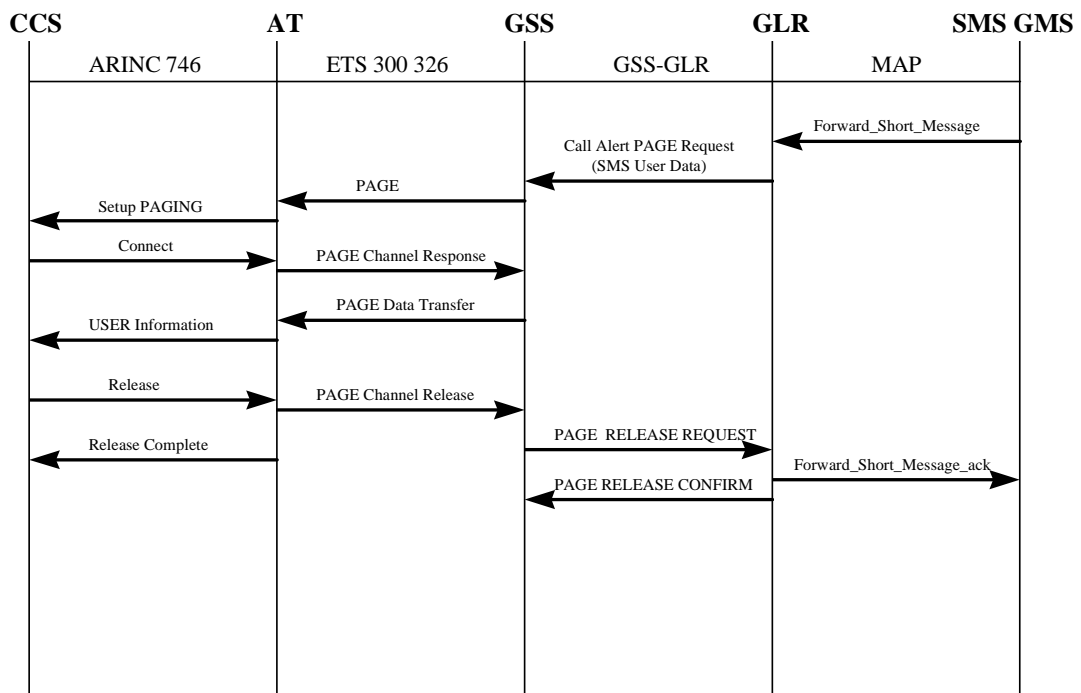 CCS AT GSS GLR SMS GMS
ARINC 746 ETS 300 326 GSS-GLR MAP
Forward_Short_Message
Call Alert PAGE Request
(SMS User Data)
PAGE
Setup PAGING
Connect
PAGE Channel Response
PAGE Data Transfer
USER Information
Release
PAGE Channel Release
PAGE RELEASE REQUEST
Release Complete
Forward_Short_Message_ack
PAGE RELEASE CONFIRM